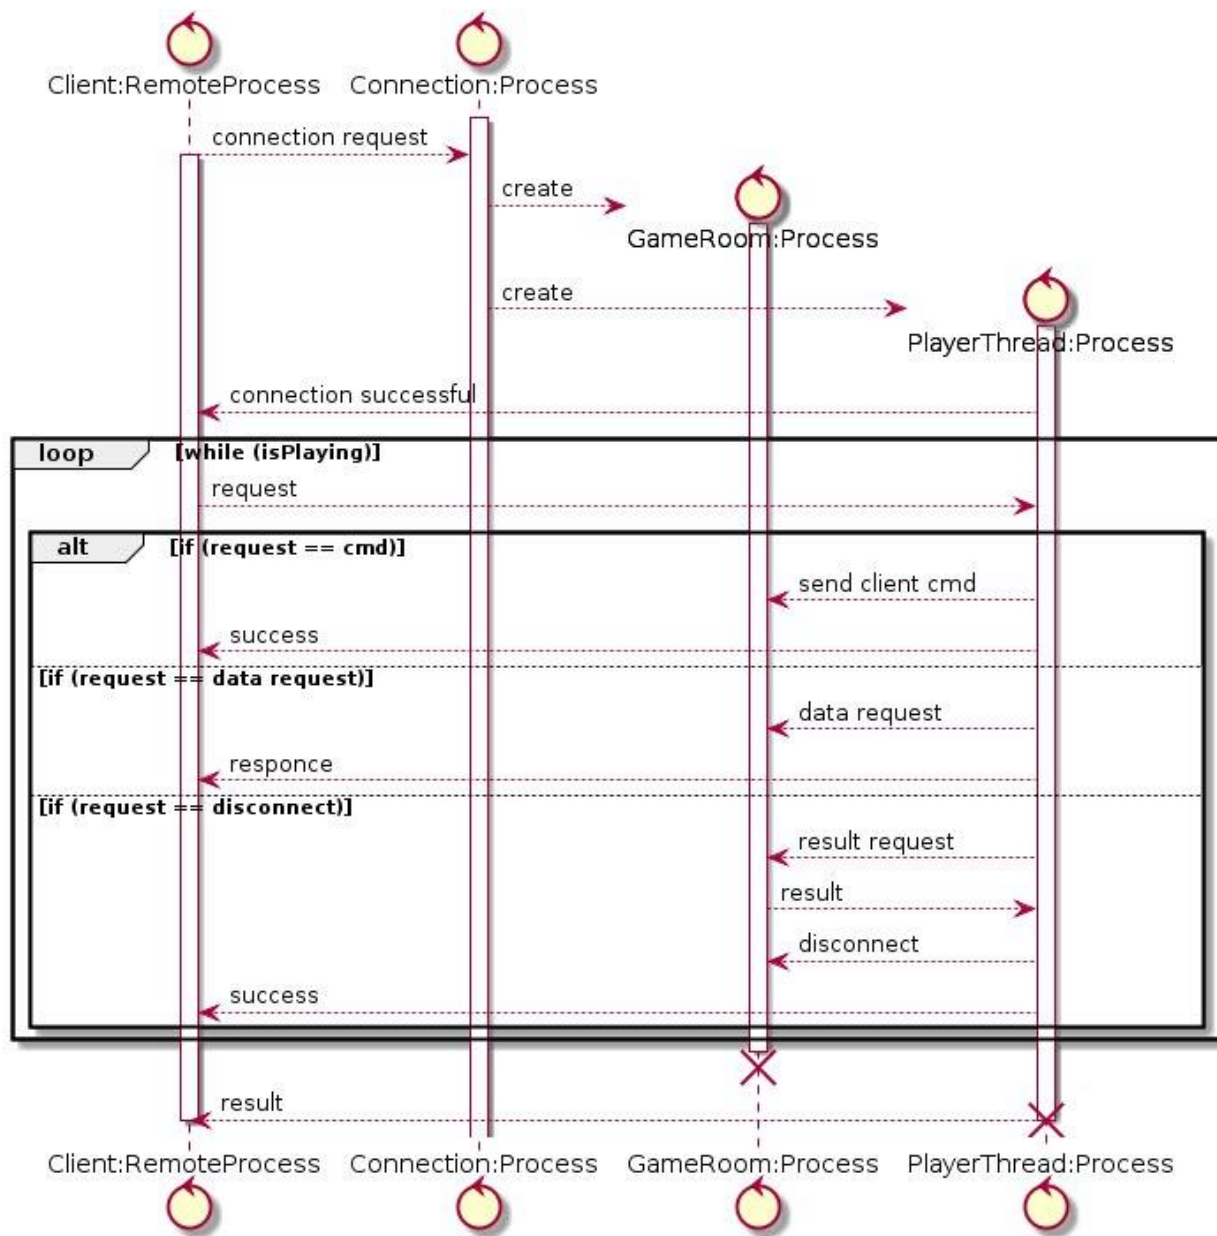 Client:RemoteProcess
Connection:Process
connection request
create
GameRoom:Process
create
PlayerThread:Process
connection successful
loop
[while (isPlaying)]
request
alt
[if (request == cmd)]
send client cmd
success
[if (request == data request)]
data request
responce
[if (request == disconnect)]
result request
result
disconnect
success
result
Client:RemoteProcess
Connection:Process
GameRoom:Process
PlayerThread:Process